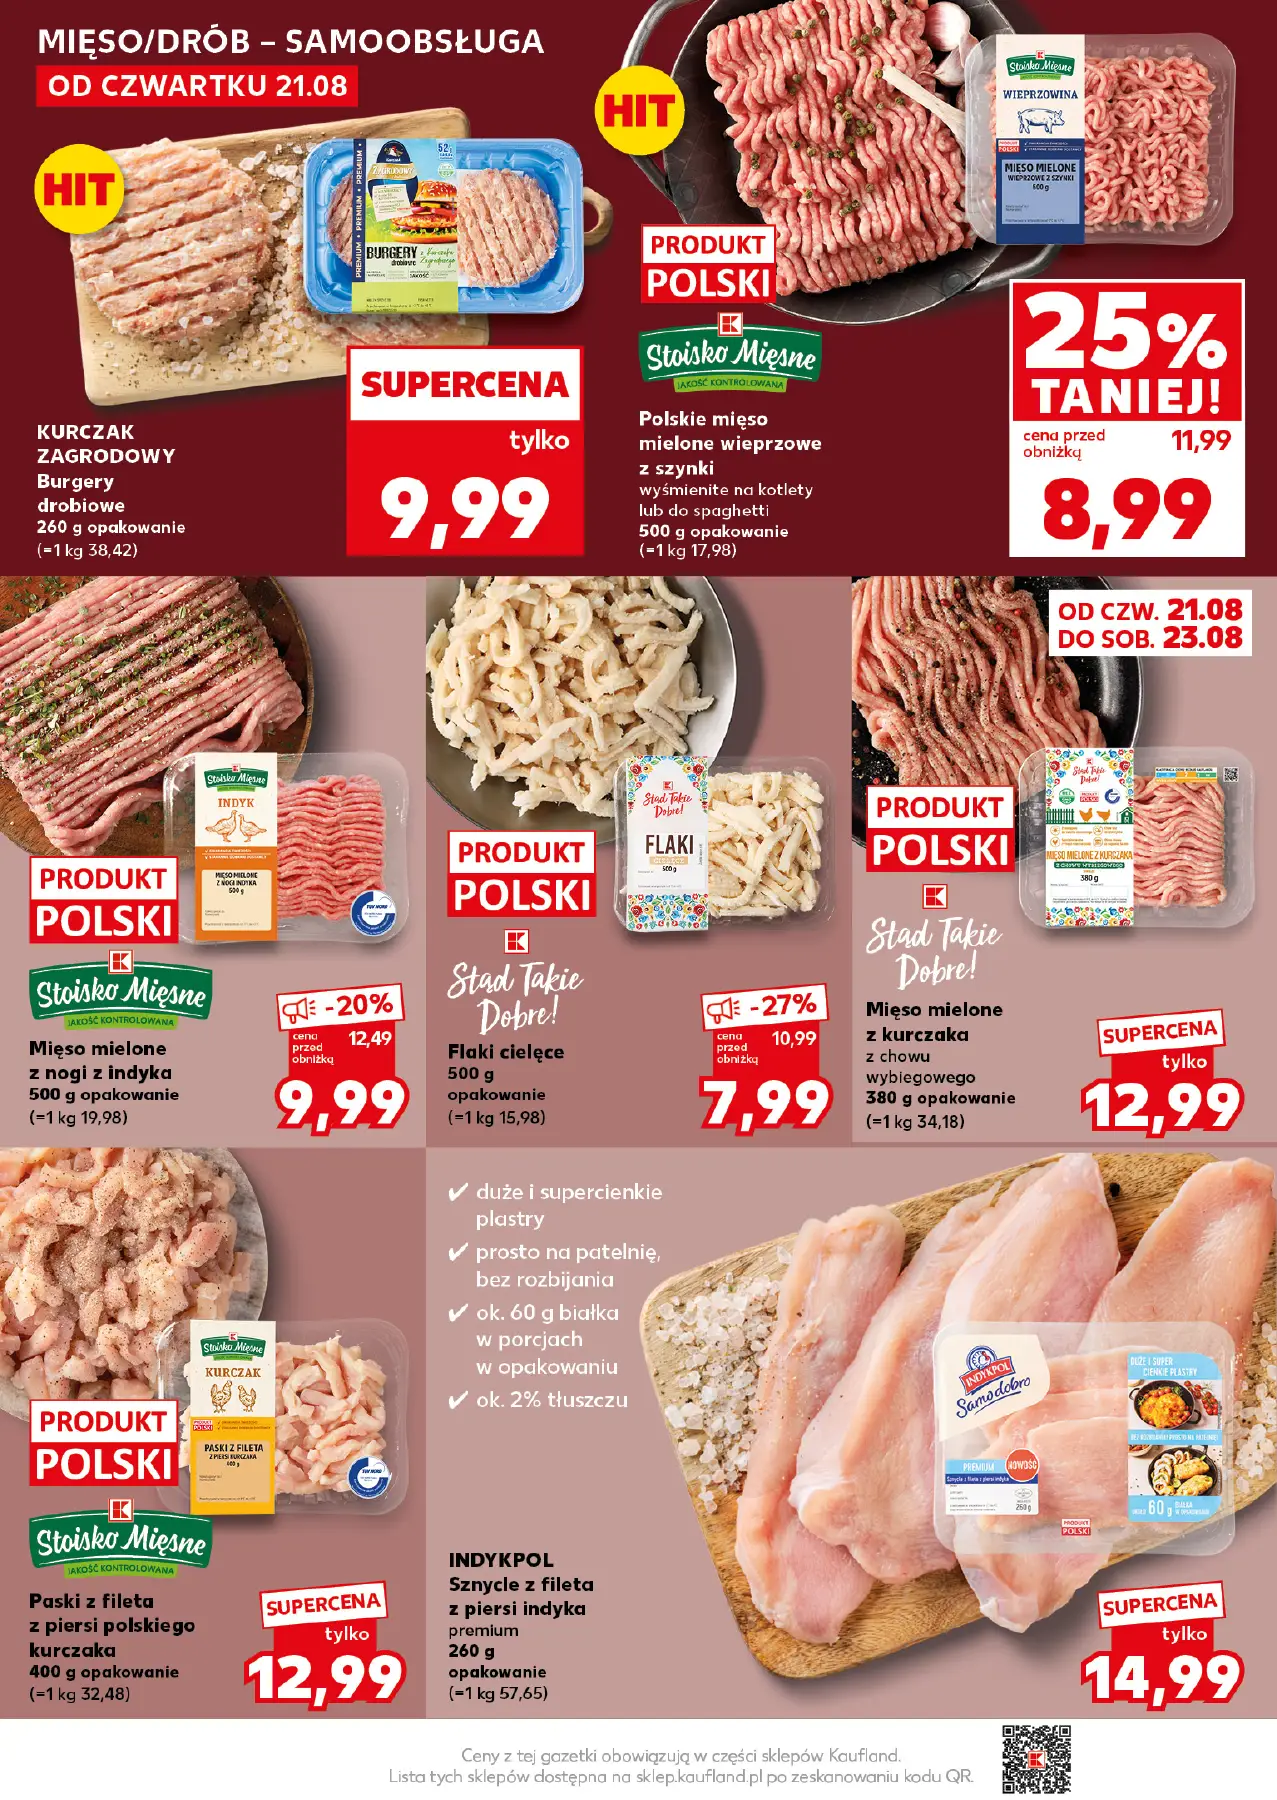 MIĘSO/DRÓB – SAMOOBSŁUGA
OD CZWARTKU 21.08
HIT
PREMIUM • PREMIUM • PREMIUM
BURGERY
drobiowe
SUPERCENA
tylko
9,99
KURCZAK
ZAGRODOWY
Burgery
drobiowe
260 g opakowanie
(=1 kg 38,42)
HIT
Stoisko Mięsne
WIEPRZOWINA
MIĘSO MIELONE
WIEPRZOWE Z SZYNKI
500 g
PRODUKT
POLSKI
Stoisko Mięsne
JAKOŚĆ KONTROLOWANA
Polskie mięso
mielone wieprzowe
z szynki
wyśmienite na kotlety
lub do spaghetti
500 g opakowanie
(=1 kg 17,98)
25%
TANIEJ!
cena przed
obniżką
11,99
8,99
Stoisko Mięsne
INDYK
MIĘSO MIELONE
Z NOGI INDYKA
500 g
PRODUKT
POLSKI
Stoisko Mięsne
JAKOŚĆ KONTROLOWANA
Mięso mielone
z nogi z indyka
500 g opakowanie
(=1 kg 19,98)
-20%
cena
przed
obniżką
12,49
9,99
Stąd Takie
Dobre!
FLAKI
500 g
PRODUKT
POLSKI
Stąd Takie
Dobre!
Flaki cielęce
500 g
opakowanie
(=1 kg 15,98)
-27%
cena
przed
obniżką
10,99
7,99
OD CZW. 21.08
DO SOB. 23.08
Stąd Takie
Dobre!
MIĘSO MIELONE Z KURCZAKA
Z CHOWU WYBIEGOWEGO
380 g
PRODUKT
POLSKI
Stąd Takie
Dobre!
Mięso mielone
z kurczaka
z chowu
wybiegowego
380 g opakowanie
(=1 kg 34,18)
SUPERCENA
tylko
12,99
Stoisko Mięsne
KURCZAK
PASKI Z FILETA
Z PIERSI KURCZAKA
400 g
PRODUKT
POLSKI
Stoisko Mięsne
JAKOŚĆ KONTROLOWANA
Paski z fileta
z piersi polskiego
kurczaka
400 g opakowanie
(=1 kg 32,48)
SUPERCENA
tylko
12,99
✔ duże i supercienkie
plastry
✔ prosto na patelnię,
bez rozbijania
✔ ok. 60 g białka
w porcjach
w opakowaniu
✔ ok. 2% tłuszczu
INDYKPOL
Samo dobro
PREMIUM
NOWOŚĆ
Sznycle z fileta z piersi indyka
260 g
PRODUKT
POLSKI
DUŻE I SUPER
CIENKIE PLASTRY
60 g
INDYKPOL
Sznycle z fileta
z piersi indyka
premium
260 g
opakowanie
(=1 kg 57,65)
SUPERCENA
tylko
14,99
Ceny z tej gazetki obowiązują w części sklepów Kaufland.
Lista tych sklepów dostępna na sklep.kaufland.pl po zeskanowaniu kodu QR.